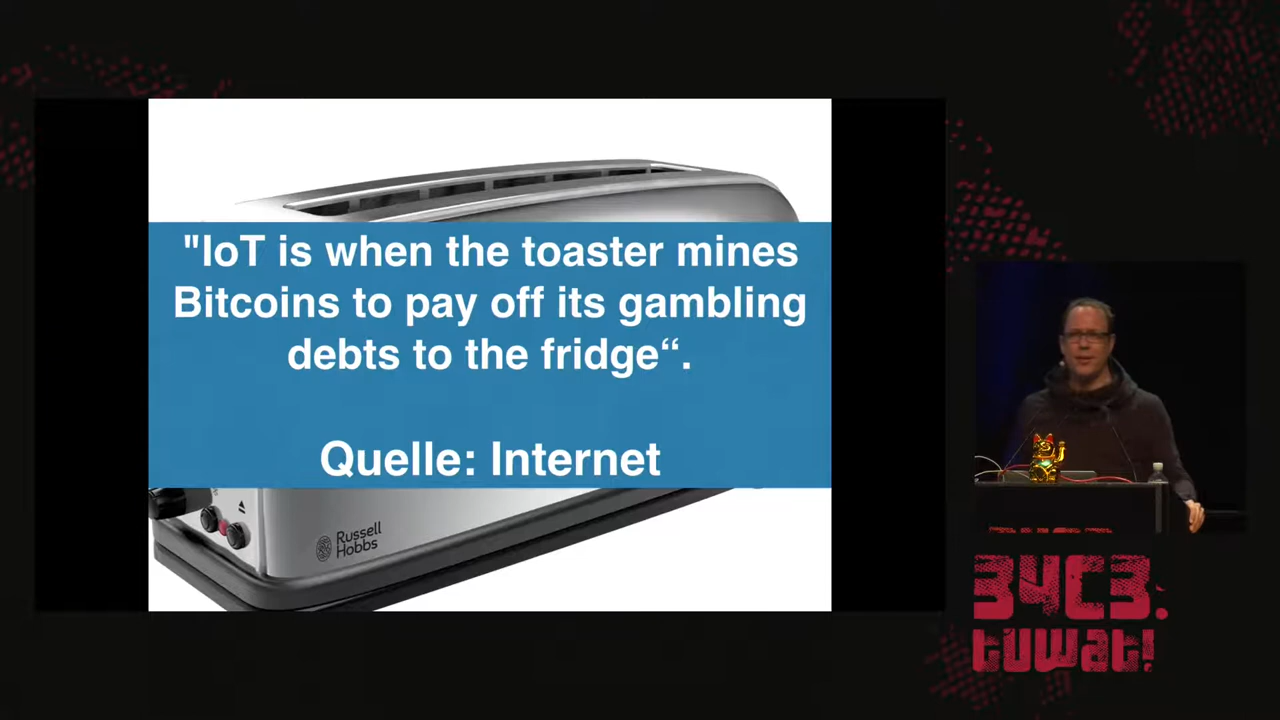 "IoT is when the toaster mines
Bitcoins to pay off its gambling
debts to the fridge“.
Quelle: Internet
Russell
Hobbs
34C3.
tuwat!